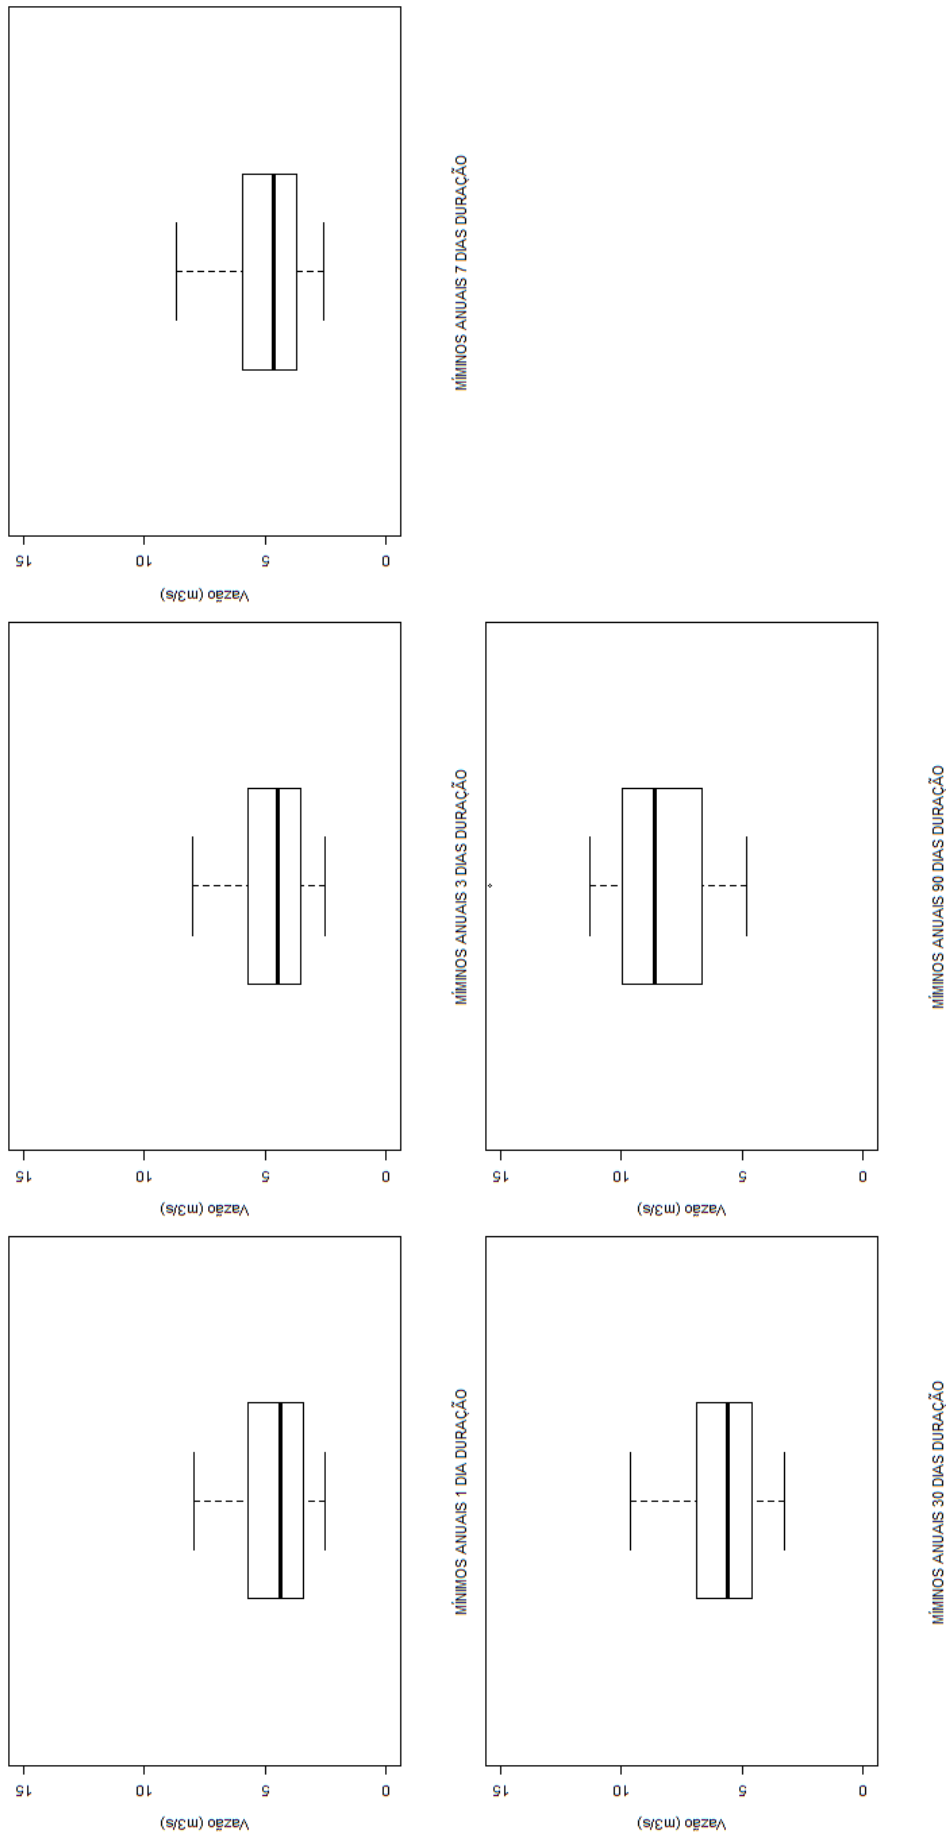 Vazão (m3/s)
15
10
5
0
MÍNIMOS ANUAIS 1 DIA DURAÇÃO
Vazão (m3/s)
15
10
5
0
MÍMINOS ANUAIS 3 DIAS DURAÇÃO
Vazão (m3/s)
15
10
5
0
MÍMINOS ANUAIS 7 DIAS DURAÇÃO
Vazão (m3/s)
15
10
5
0
MÍMINOS ANUAIS 30 DIAS DURAÇÃO
Vazão (m3/s)
15
10
5
0
MÍMINOS ANUAIS 90 DIAS DURAÇÃO